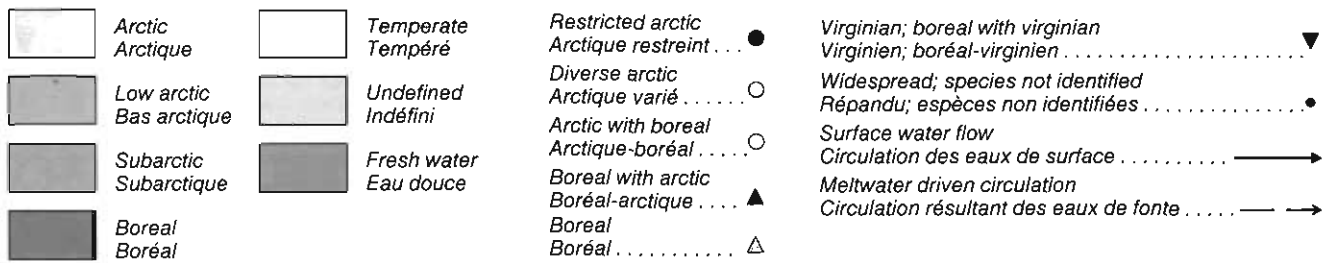 Arctic
Arctique
Low arctic
Bas arctique
Subarctic
Subarctique
Boreal
Boréal
Temperate
Tempéré
Undefined
Indéfini
Fresh water
Eau douce
Restricted arctic
Arctique restreint . . .
Diverse arctic
Arctique varié . . . . . .
Arctic with boreal
Arctique-boréal . . . . .
Boreal with arctic
Boréal-arctique . . . .
Boreal
Boréal . . . . . . . . . . .
Virginian; boreal with virginian
Virginien; boréal-virginien . . . . . . . . . . . . . . . . . . . . .
Widespread; species not identified
Répandu; espèces non identifiées . . . . . . . . . . . . . .
Surface water flow
Circulation des eaux de surface . . . . . . . . . .
Meltwater driven circulation
Circulation résultant des eaux de fonte . . . . .